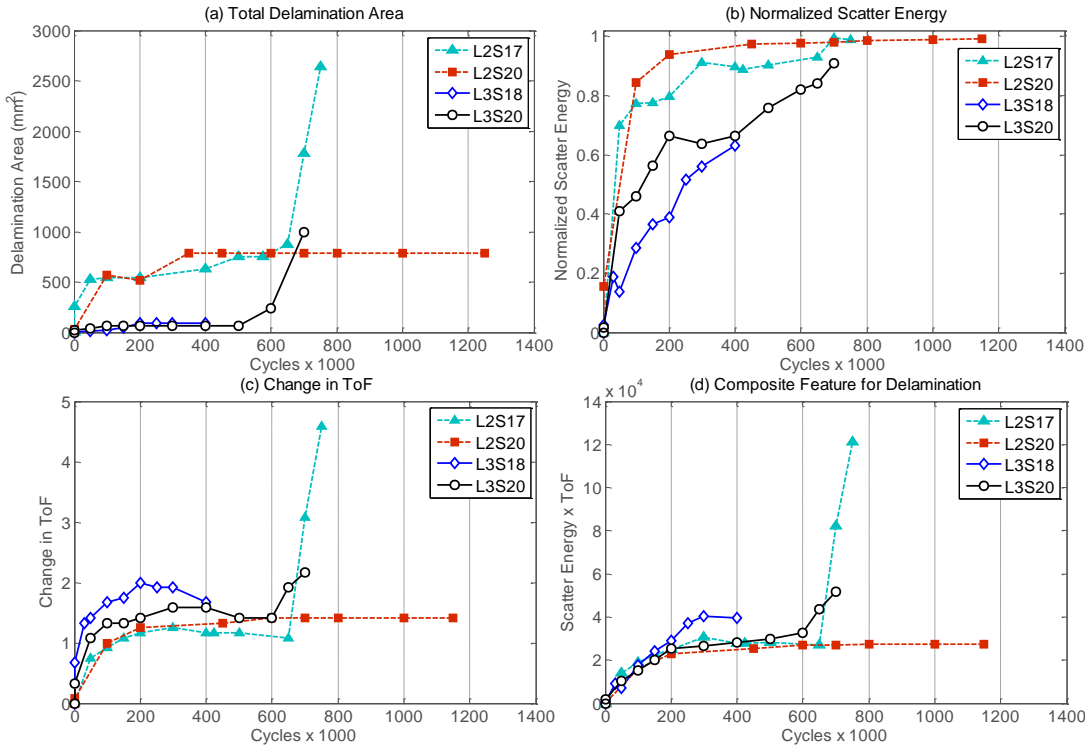 (a) Total Delamination Area
3000
2500
2000
1500
1000
500
0
Delamination Area (mm²)
L2S17
L2S20
L3S18
L3S20
0 200 400 600 800 1000 1200 1400
Cycles x 1000
(b) Normalized Scatter Energy
1
0.8
0.6
0.4
0.2
0
Normalized Scatter Energy
L2S17
L2S20
L3S18
L3S20
0 200 400 600 800 1000 1200 1400
Cycles x 1000
(c) Change in ToF
5
4
3
2
1
0
Change in ToF
L2S17
L2S20
L3S18
L3S20
0 200 400 600 800 1000 1200 1400
Cycles x 1000
(d) Composite Feature for Delamination
x 10⁴
14
12
10
8
6
4
2
0
Scatter Energy x ToF
L2S17
L2S20
L3S18
L3S20
0 200 400 600 800 1000 1200 1400
Cycles x 1000